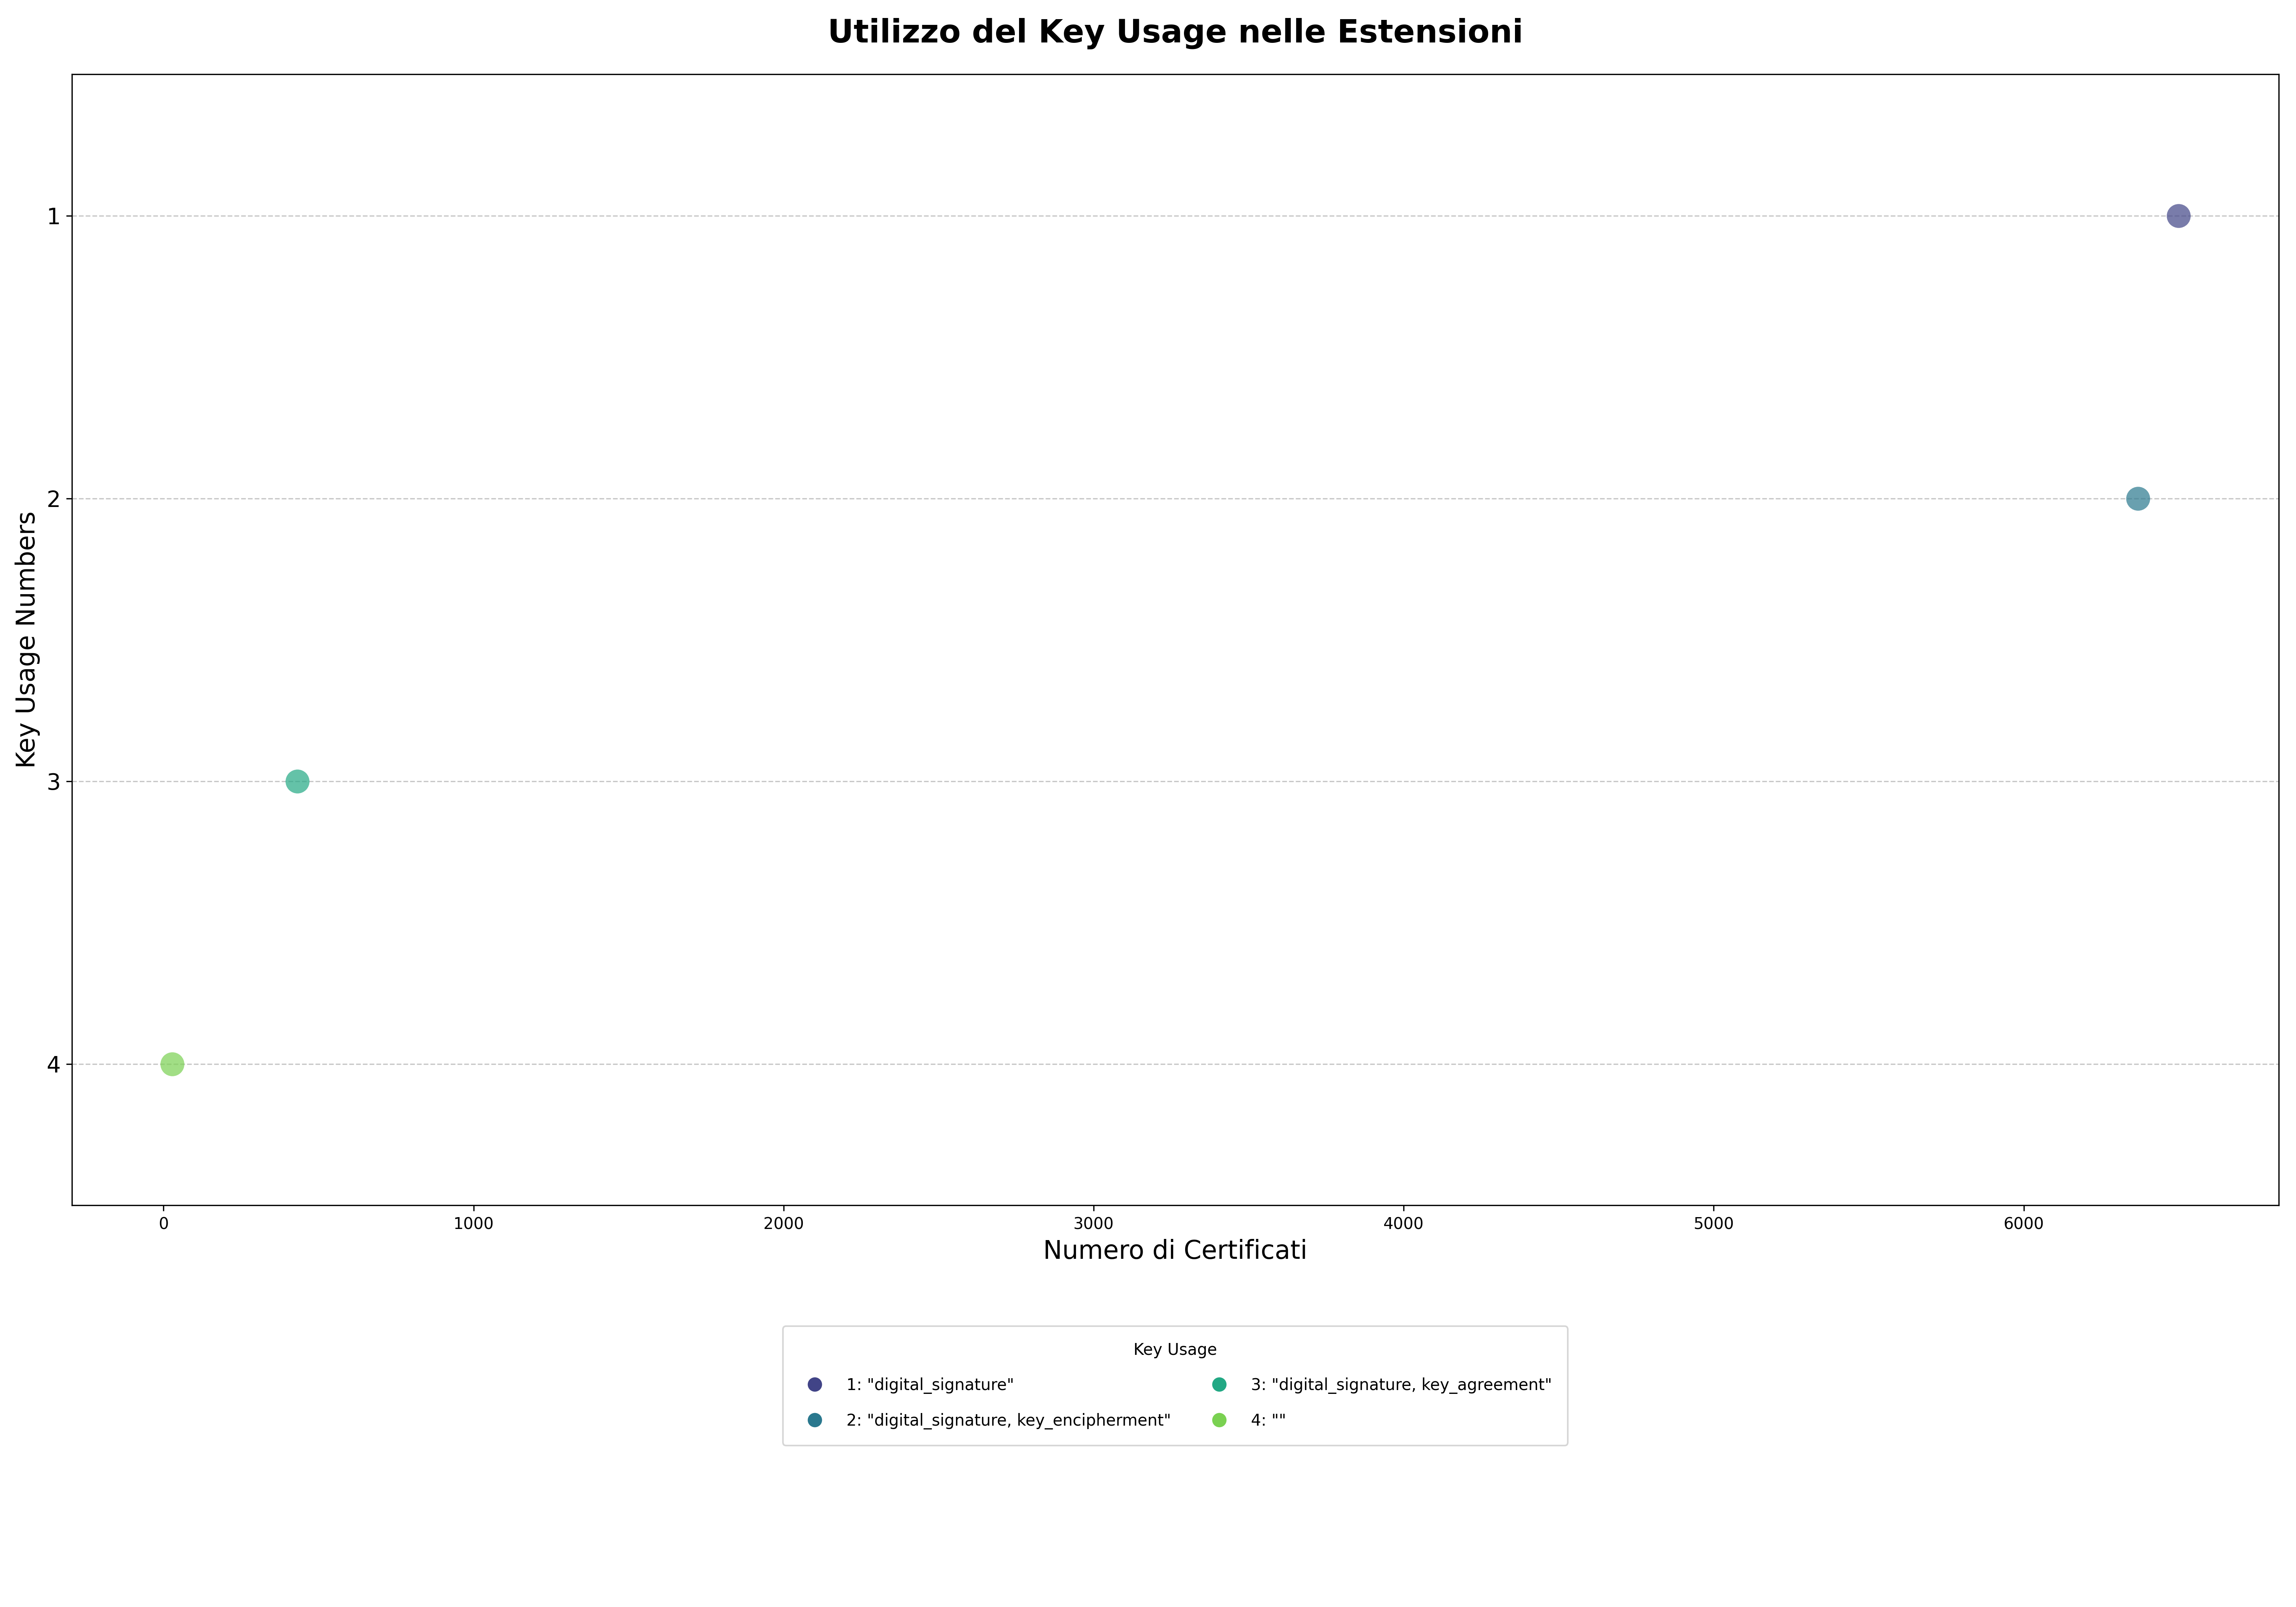 Utilizzo del Key Usage nelle Estensioni
Key Usage Numbers
1
2
3
4
0 1000 2000 3000 4000 5000 6000
Numero di Certificati
Key Usage
1: "digital_signature"
2: "digital_signature, key_encipherment"
3: "digital_signature, key_agreement"
4: ""